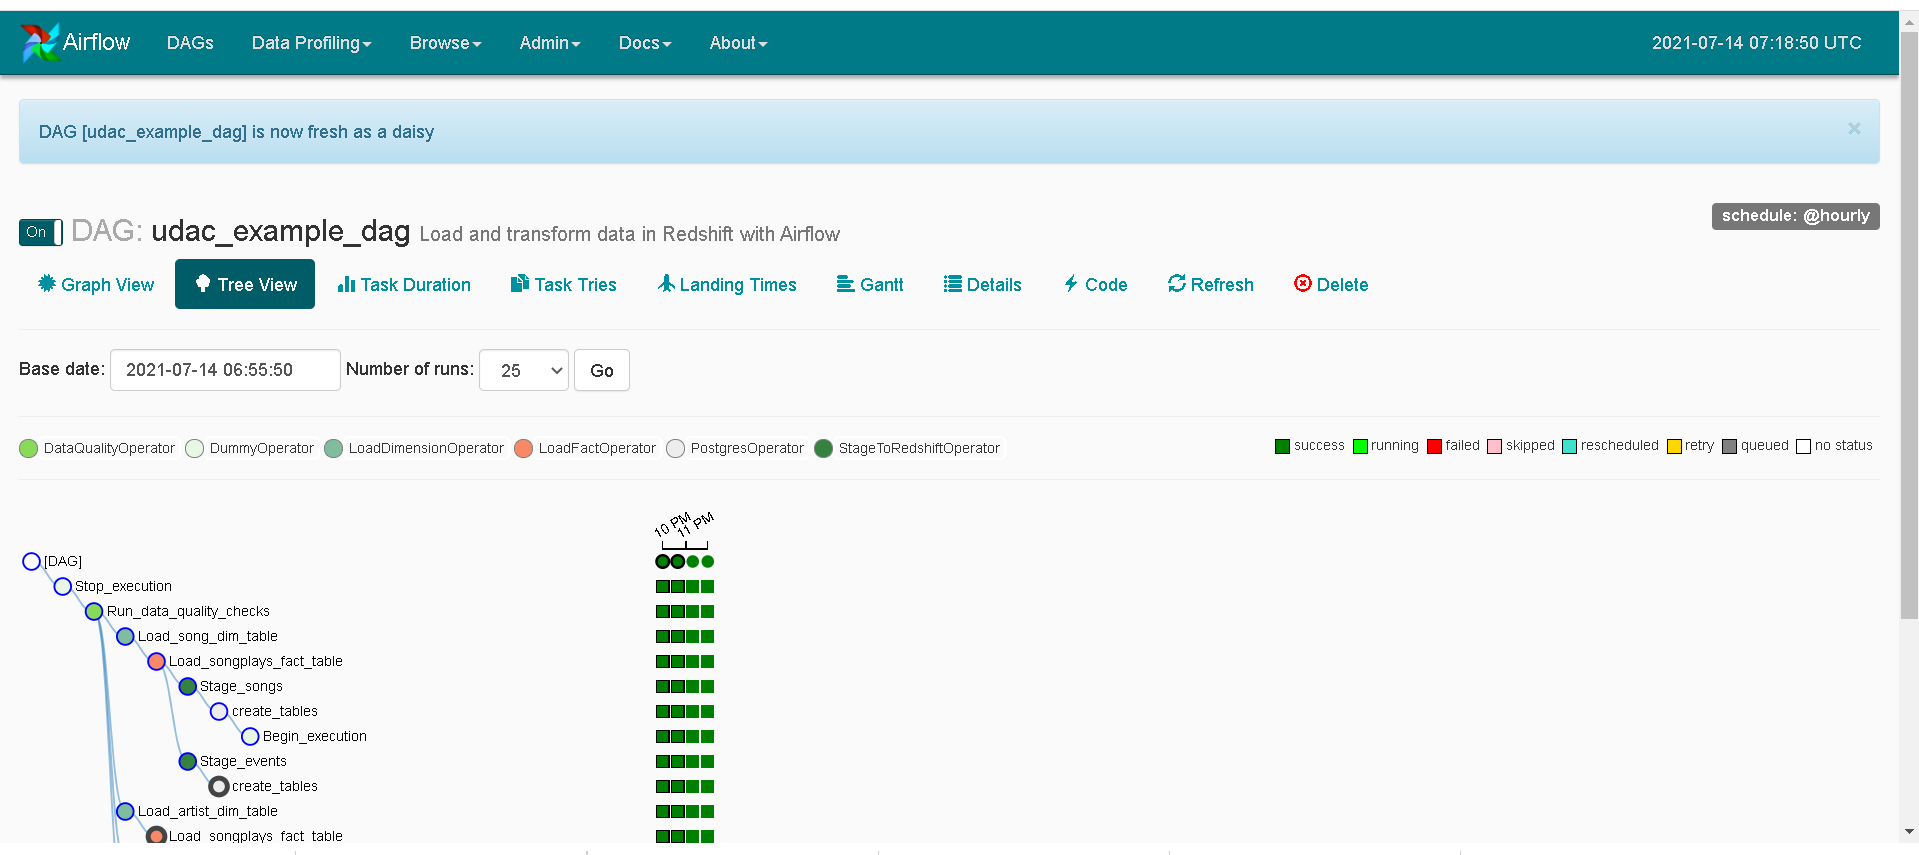 Airflow DAGs Data Profiling Browse Admin Docs About 2021-07-14 07:18:50 UTC
DAG [udac_example_dag] is now fresh as a daisy ×
schedule: @hourly
On DAG: udac_example_dag Load and transform data in Redshift with Airflow
Graph View Tree View Task Duration Task Tries Landing Times Gantt Details Code Refresh Delete
Base date: 2021-07-14 06:55:50 Number of runs: 25 Go
DataQualityOperator DummyOperator LoadDimensionOperator LoadFactOperator PostgresOperator StageToRedshiftOperator success running failed skipped rescheduled retry queued no status
10 PM 11 PM
[DAG]
Stop_execution
Run_data_quality_checks
Load_song_dim_table
Load_songplays_fact_table
Stage_songs
create_tables
Begin_execution
Stage_events
create_tables
Load_artist_dim_table
Load_songplays_fact_table